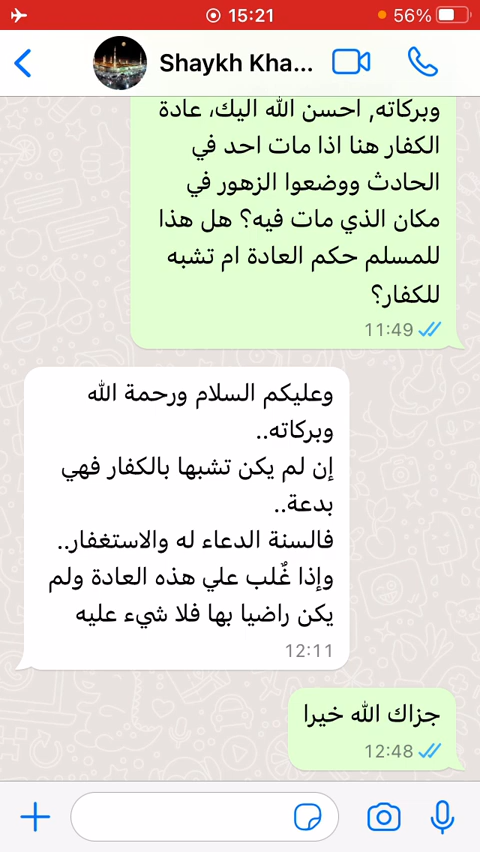 15:21
56%
Shaykh Kha...
وبركاته, احسن الله اليك، عادة
الكفار هنا اذا مات احد في
الحادث ووضعوا الزهور في
مكان الذي مات فيه؟ هل هذا
للمسلم حكم العادة ام تشبه
للكفار؟
11:49
وعليكم السلام ورحمة الله
وبركاته..
إن لم يكن تشبها بالكفار فهي
بدعة..
فالسنة الدعاء له والاستغفار..
وإذا غُلب علي هذه العادة ولم
يكن راضيا بها فلا شيء عليه
12:11
جزاك الله خيرا
12:48